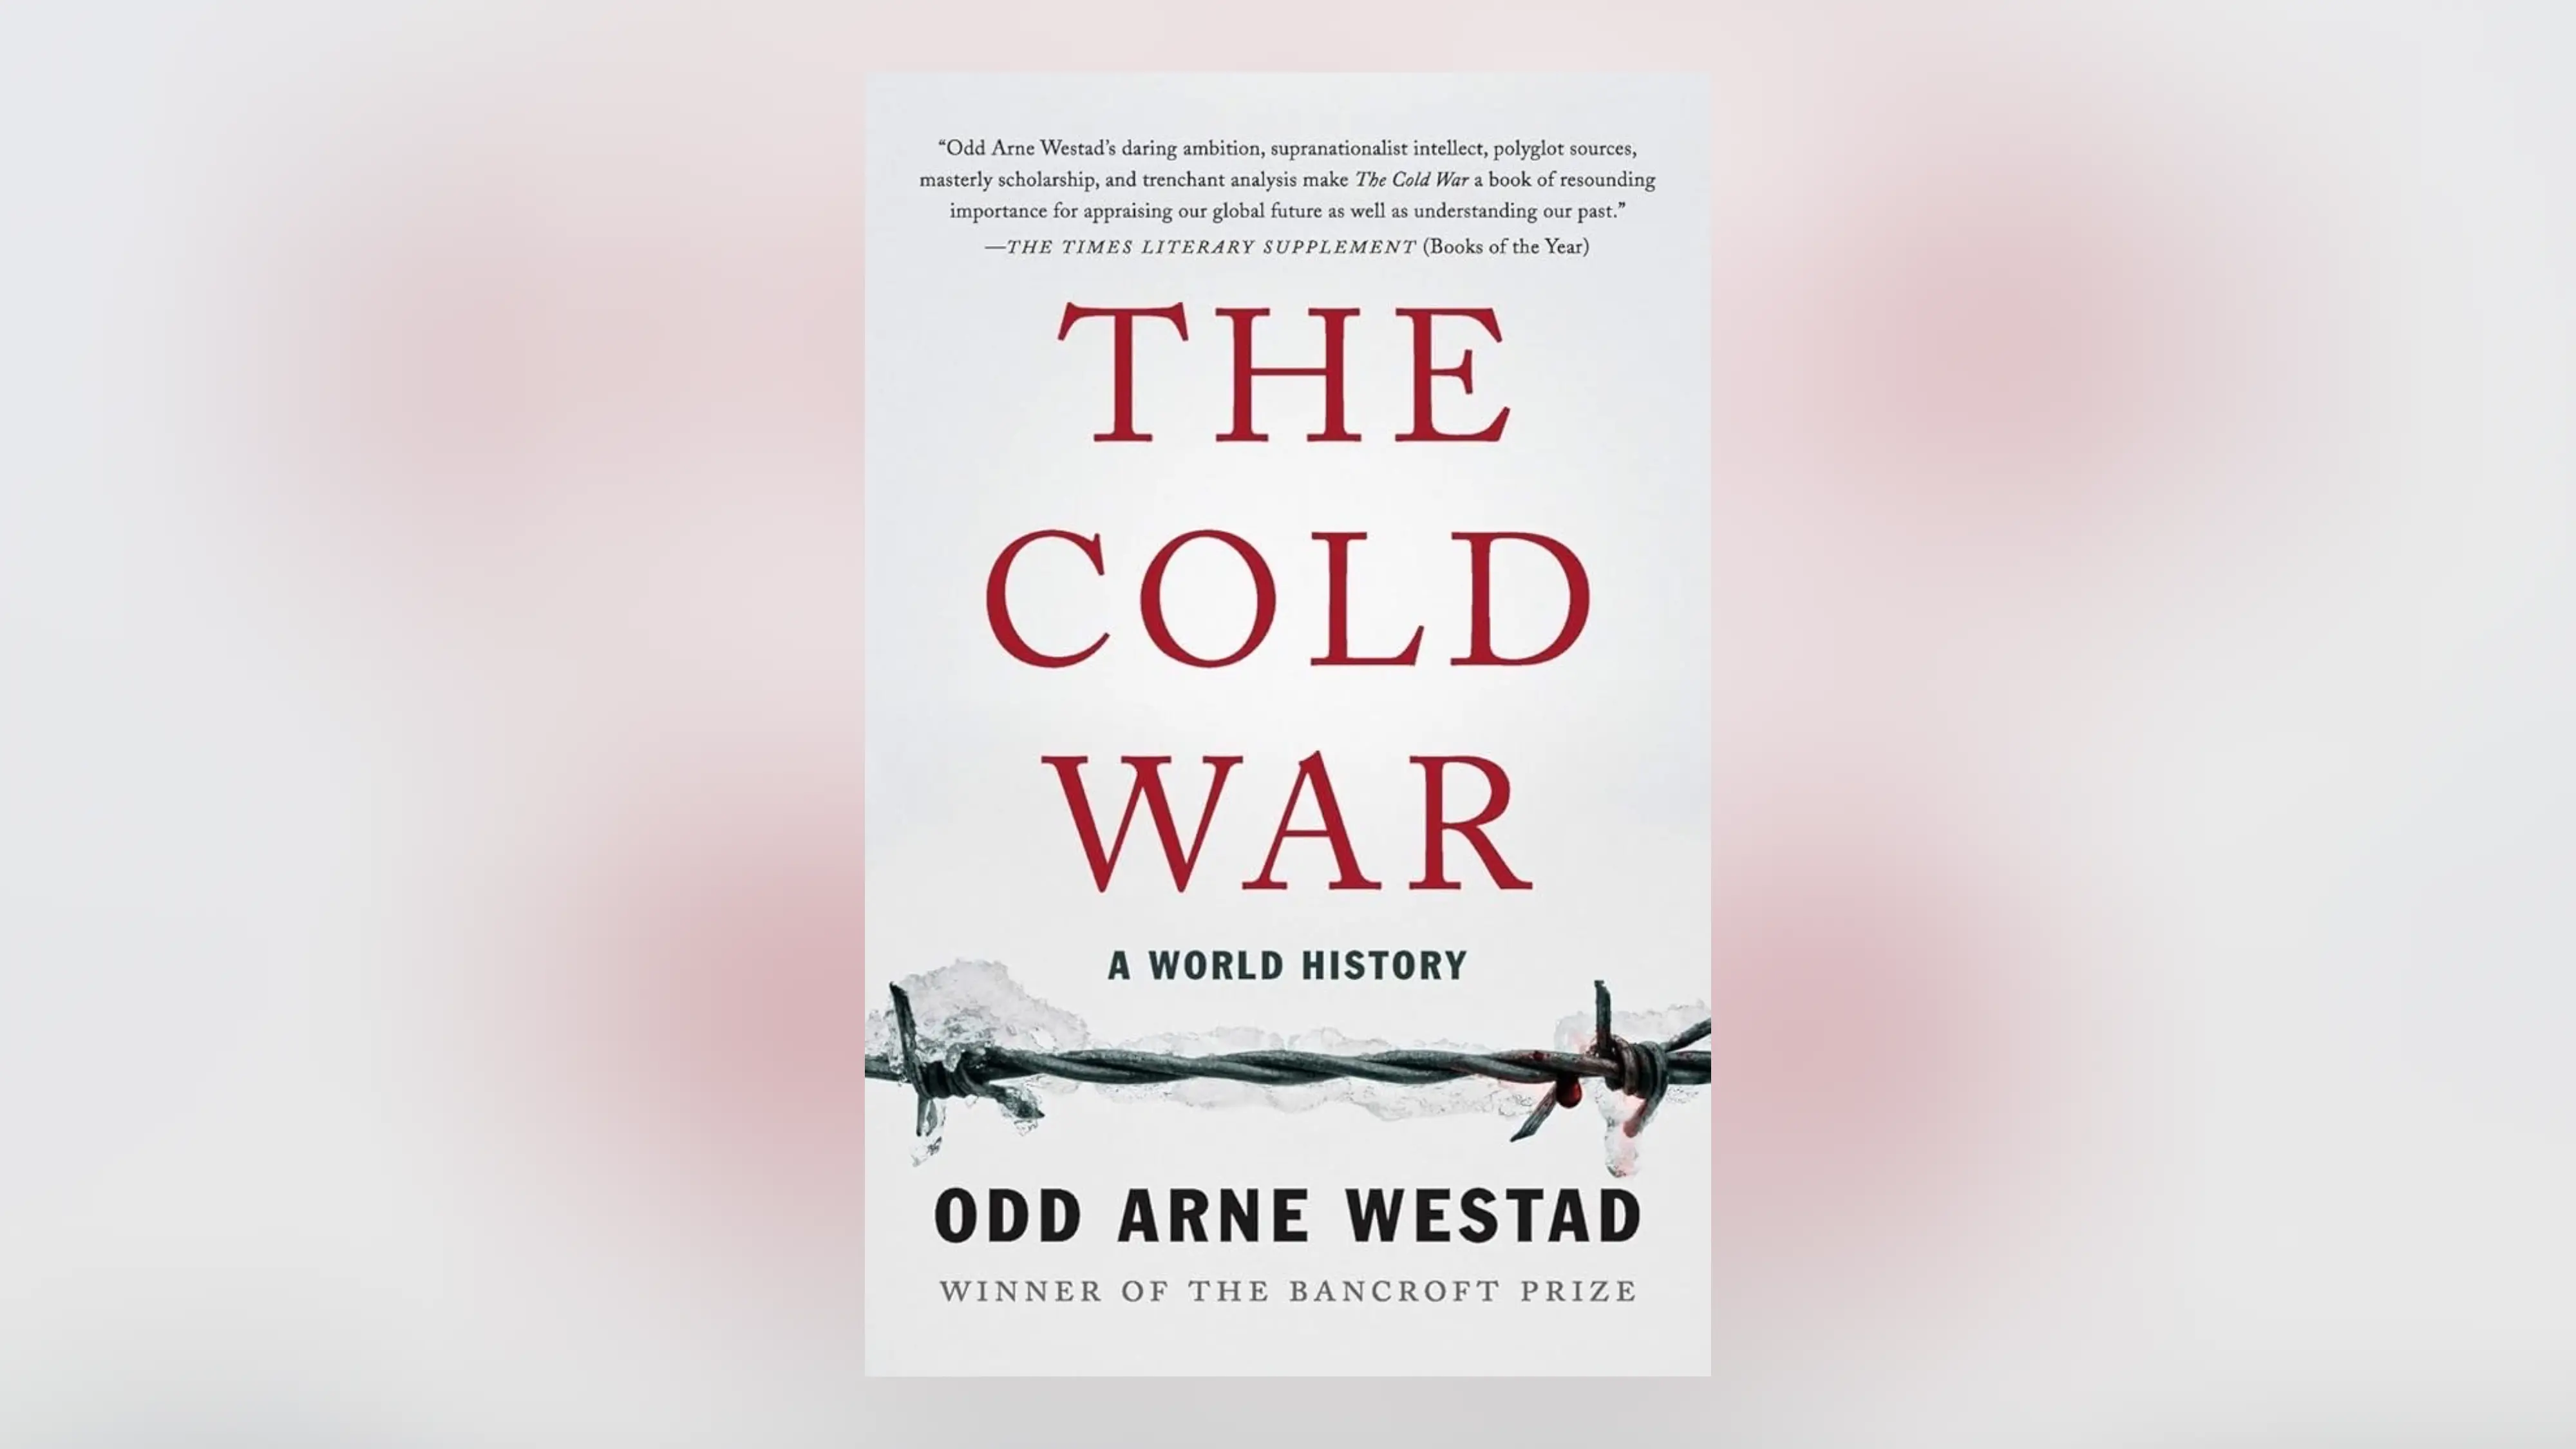 “Odd Arne Westad’s daring ambition, supranationalist intellect, polyglot sources,
masterly scholarship, and trenchant analysis make The Cold War a book of resounding
importance for appraising our global future as well as understanding our past.”
—THE TIMES LITERARY SUPPLEMENT (Books of the Year)
THE
COLD
WAR
A WORLD HISTORY
ODD ARNE WESTAD
WINNER OF THE BANCROFT PRIZE